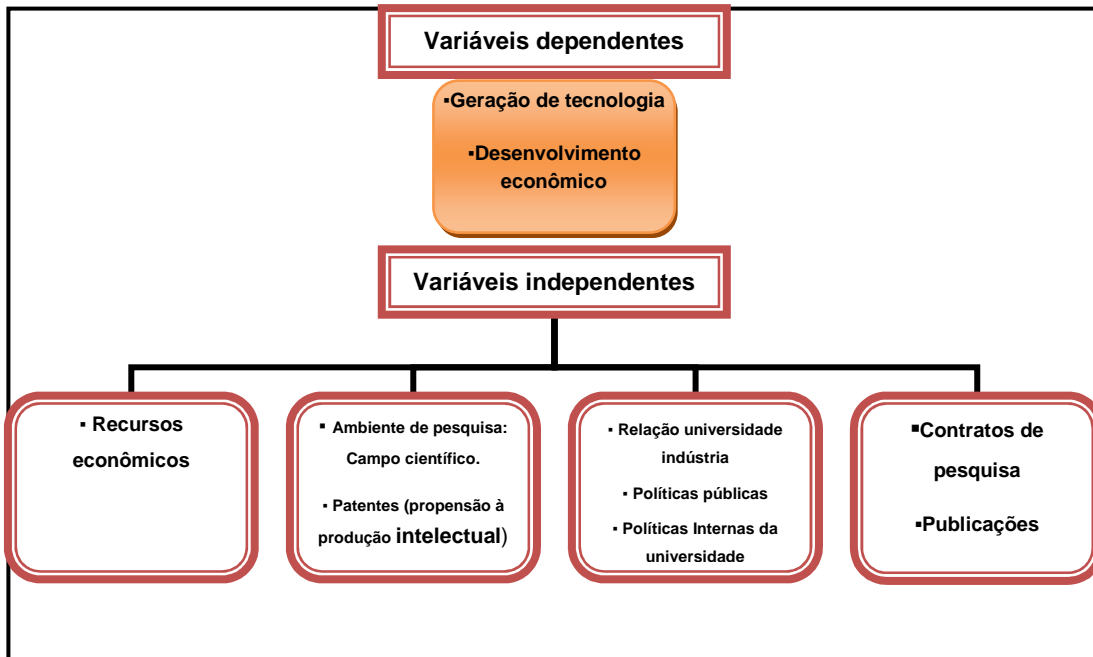 Variáveis dependentes
▪Geração de tecnologia
▪Desenvolvimento
econômico
Variáveis independentes
▪ Recursos
econômicos
▪ Ambiente de pesquisa:
Campo científico.
▪ Patentes (propensão à
produção intelectual)
▪ Relação universidade
indústria
▪ Políticas públicas
▪ Políticas Internas da
universidade
▪Contratos de
pesquisa
▪Publicações